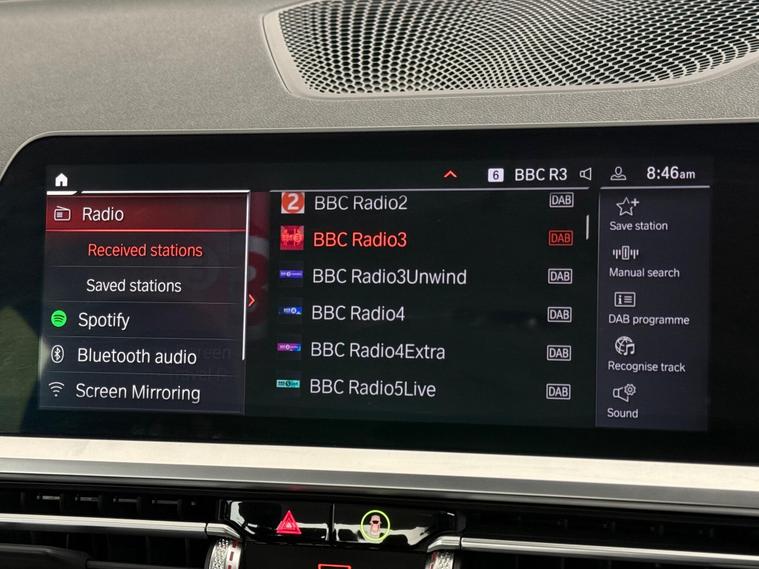 6 BBC R3 8:46am
Radio
Received stations
Saved stations
Spotify
Bluetooth audio
Screen Mirroring
2 BBC Radio2 DAB
BBC Radio3 DAB
BBC Radio3Unwind DAB
BBC Radio4 DAB
BBC Radio4Extra DAB
BBC Radio5Live DAB
Save station
Manual search
DAB programme
Recognise track
Sound